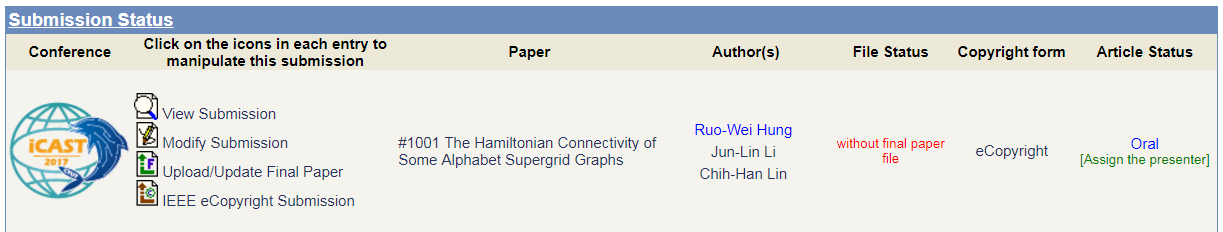 Submission Status
Conference
Click on the icons in each entry to
manipulate this submission
Paper
Author(s)
File Status
Copyright form
Article Status
iCAST
2017
View Submission
Modify Submission
Upload/Update Final Paper
IEEE eCopyright Submission
#1001 The Hamiltonian Connectivity of
Some Alphabet Supergrid Graphs
Ruo-Wei Hung
Jun-Lin Li
Chih-Han Lin
without final paper
file
eCopyright
Oral
[Assign the presenter]